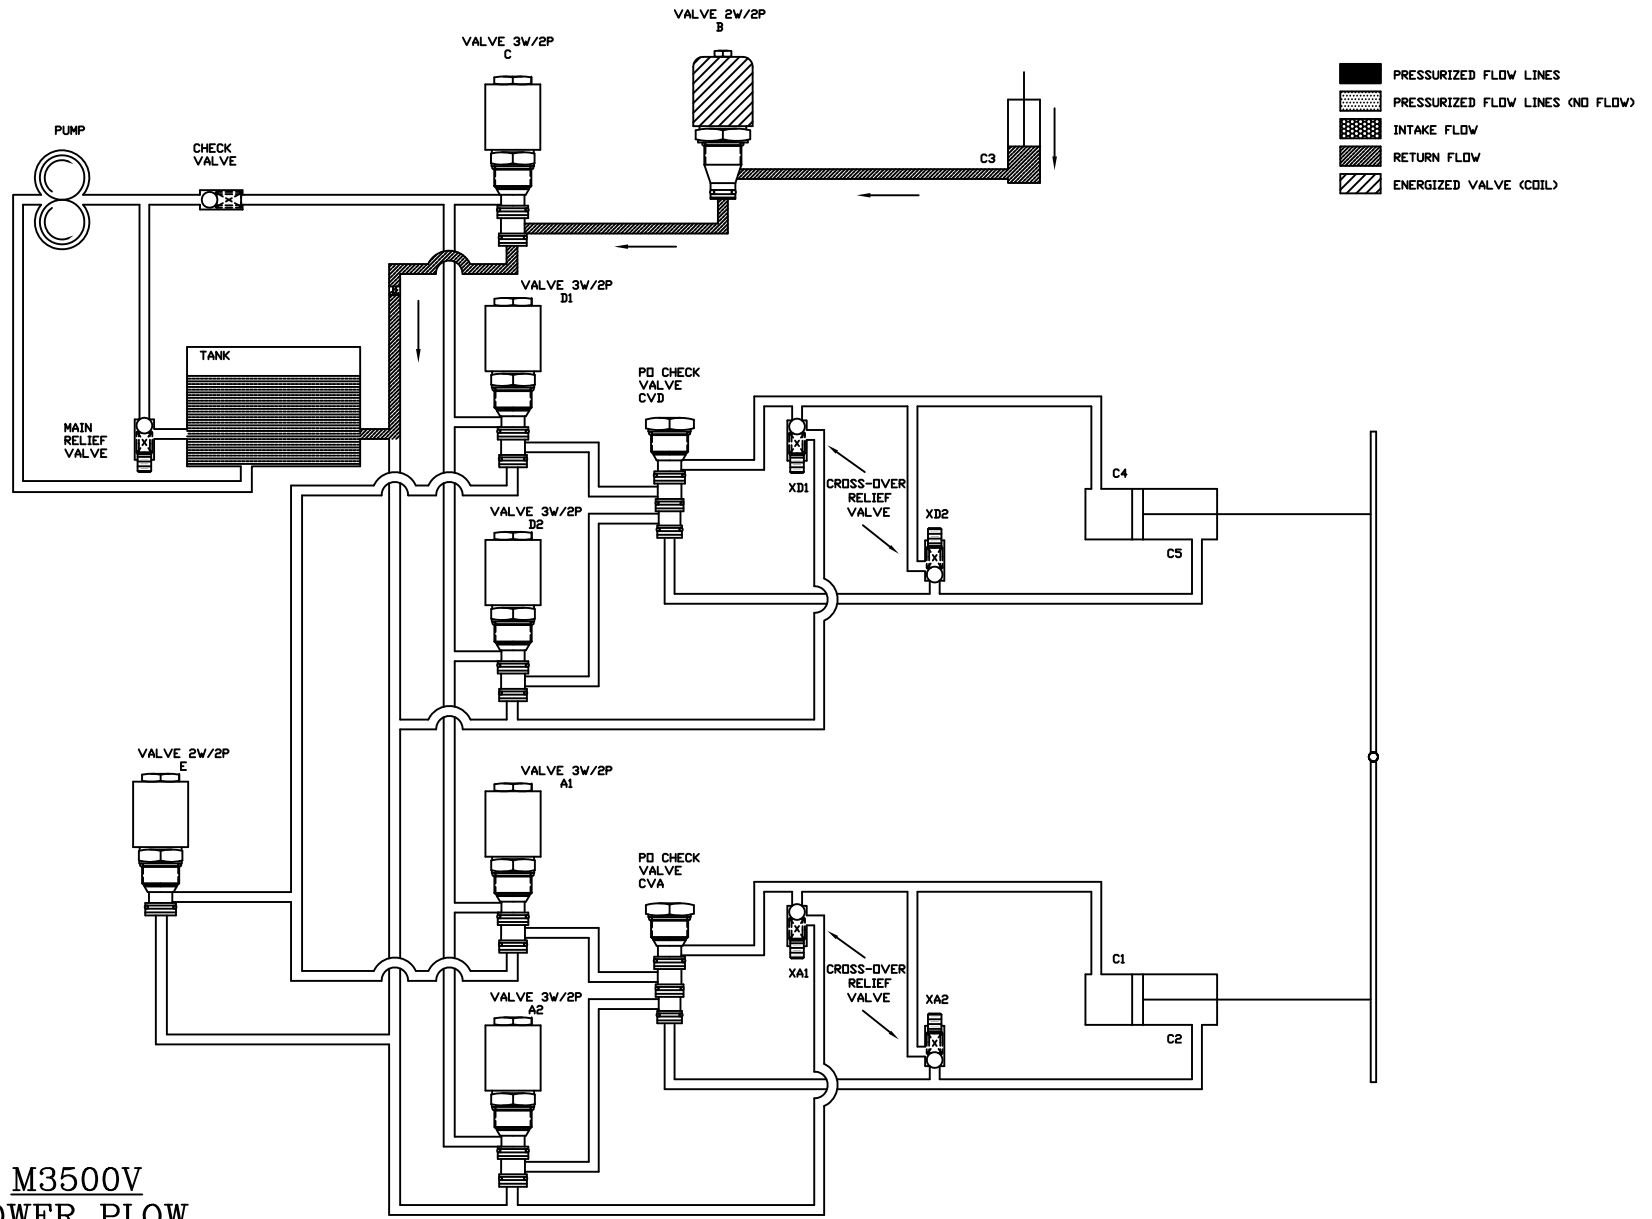 VALVE 2W/2P
B
VALVE 3W/2P
C
PRESSURIZED FLOW LINES
PRESSURIZED FLOW LINES (NO FLOW)
INTAKE FLOW
RETURN FLOW
ENERGIZED VALVE (COIL)
PUMP
CHECK
VALVE
C3
VALVE 3W/2P
D1
TANK
MAIN
RELIEF
VALVE
PO CHECK
VALVE
CVD
XD1
CROSS-OVER
RELIEF
VALVE
XD2
C4
C5
VALVE 3W/2P
D2
VALVE 2W/2P
E
VALVE 3W/2P
A1
PO CHECK
VALVE
CVA
XA1
CROSS-OVER
RELIEF
VALVE
XA2
C1
C2
VALVE 3W/2P
A2
M3500V
OWER PLOW